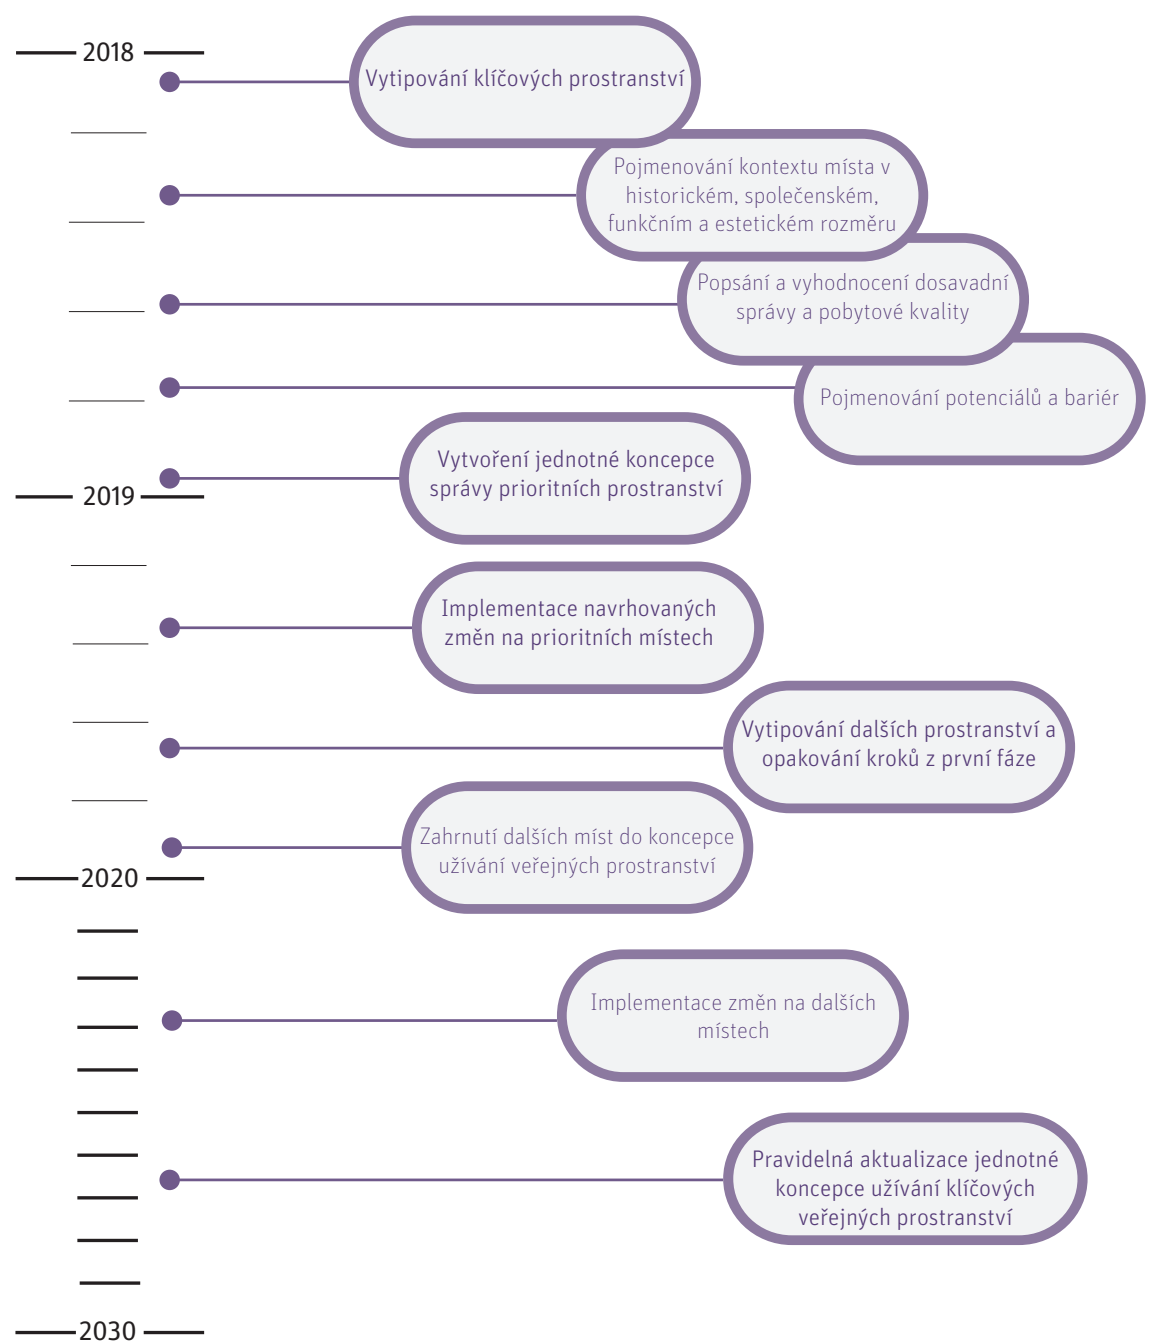 2018
Vytipování klíčových prostranství
Pojmenování kontextu místa v
historickém, společenském,
funkčním a estetickém rozměru
Popsání a vyhodnocení dosavadní
správy a pobytové kvality
Pojmenování potenciálů a bariér
Vytvoření jednotné koncepce
správy prioritních prostranství
2019
Implementace navrhovaných
změn na prioritních místech
Vytipování dalších prostranství a
opakování kroků z první fáze
Zahrnutí dalších míst do koncepce
užívání veřejných prostranství
2020
Implementace změn na dalších
místech
Pravidelná aktualizace jednotné
koncepce užívání klíčových
veřejných prostranství
2030